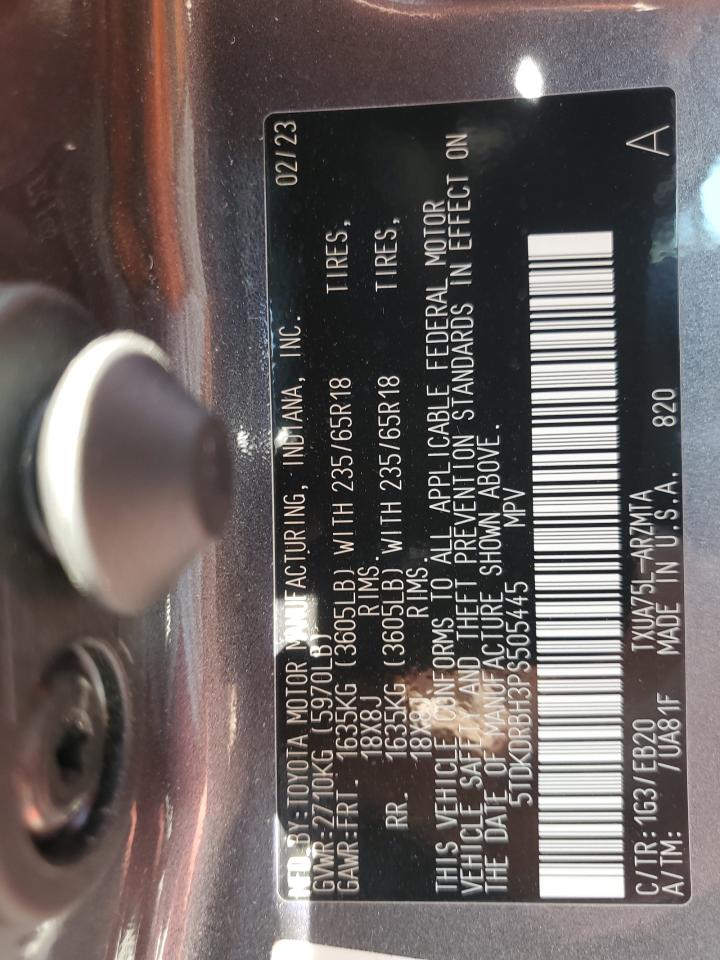 MFD.BY:TOYOTA MOTOR MANUFACTURING, INDIANA, INC. 02/23
GVWR:2710KG (5970LB)
GAWR:FRT. 1635KG (3605LB) WITH 235/65R18 TIRES,
18X8J RIMS.
RR. 1635KG (3605LB) WITH 235/65R18 TIRES,
18X8J RIMS.
THIS VEHICLE CONFORMS TO ALL APPLICABLE FEDERAL MOTOR
VEHICLE SAFETY AND THEFT PREVENTION STANDARDS IN EFFECT ON
THE DATE OF MANUFACTURE SHOWN ABOVE.
5TDKDRBH3PS505445 MPV
C/TR:1G3/EB20 TXUA75L-ARZMTA
A/TM: /UA81F MADE IN U.S.A. 820 A